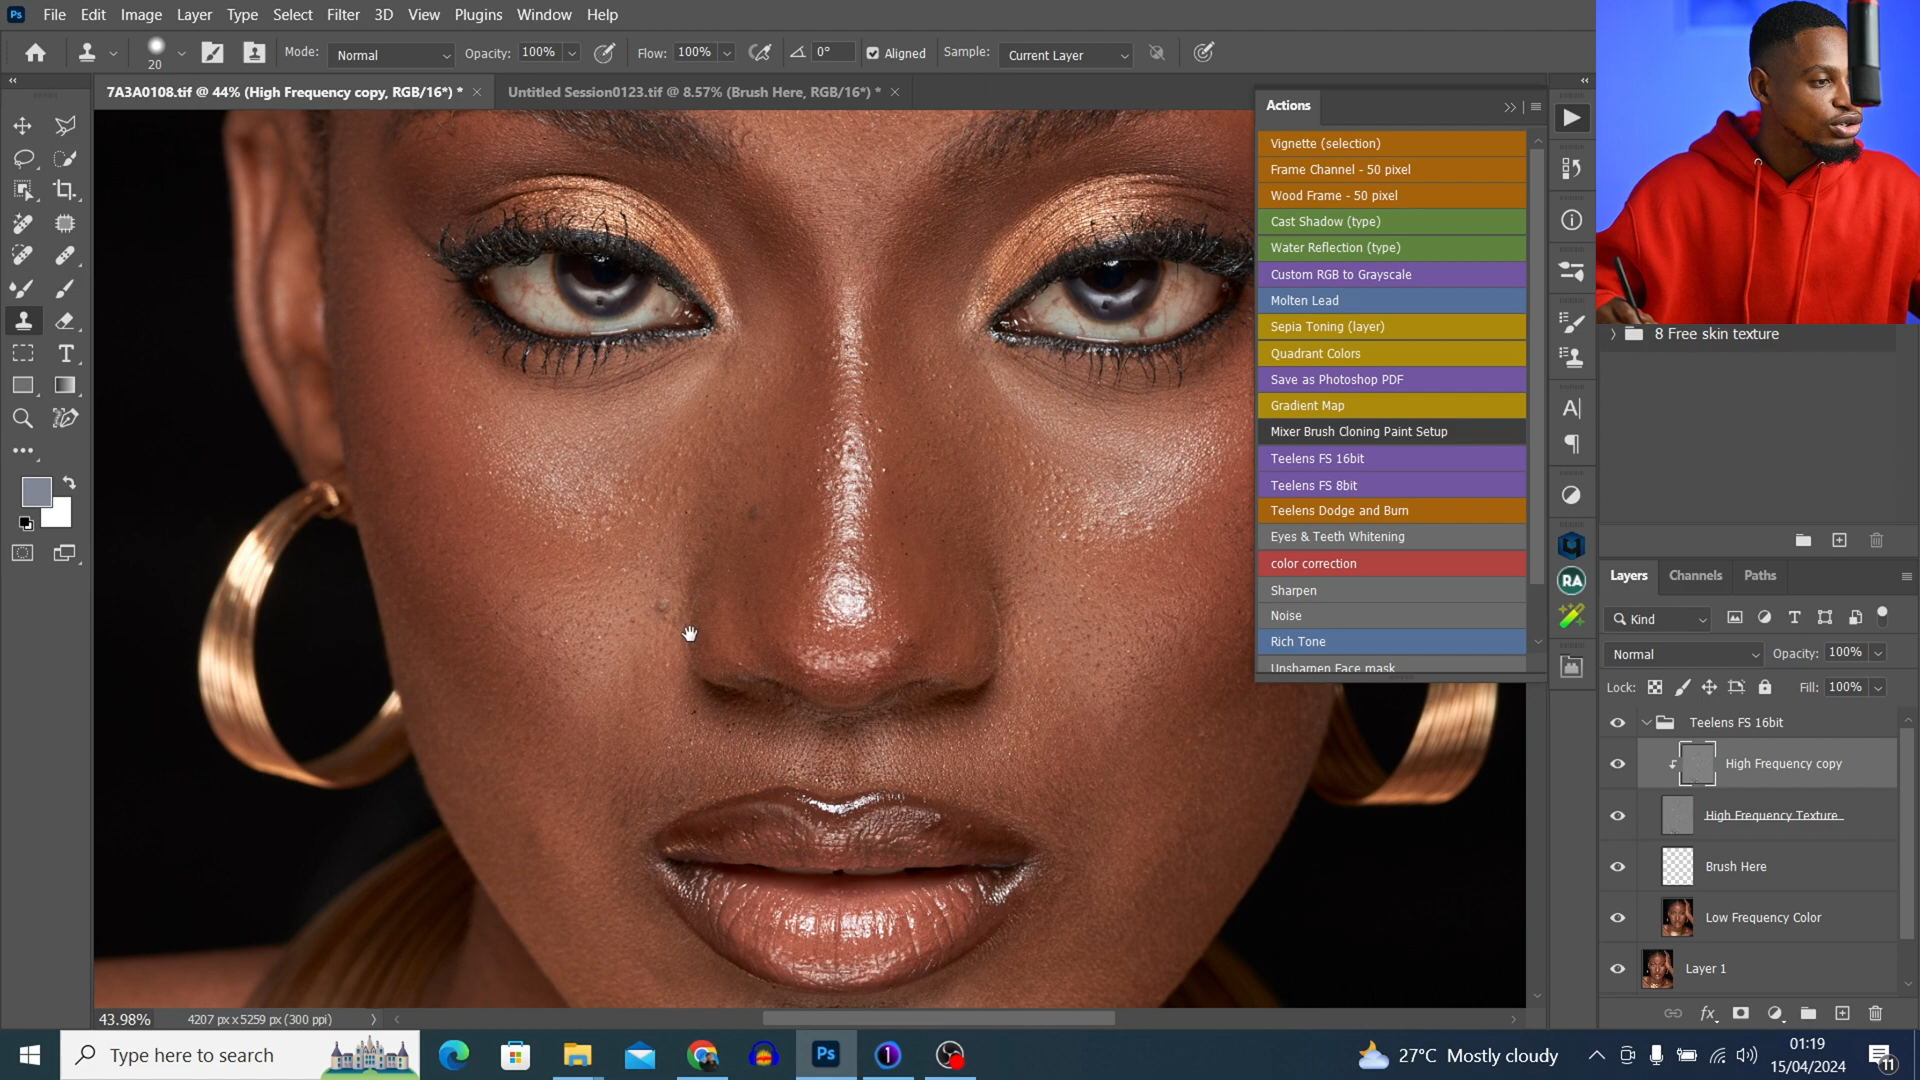 Ps File Edit Image Layer Type Select Filter 3D View Plugins Window Help
20 Mode: Normal Opacity: 100% Flow: 100% 0° Aligned Sample: Current Layer
7A3A0108.tif @ 44% (High Frequency copy, RGB/16*) * Untitled Session0123.tif @ 8.57% (Brush Here, RGB/16*) *
Actions
Vignette (selection)
Frame Channel - 50 pixel
Wood Frame - 50 pixel
Cast Shadow (type)
Water Reflection (type)
Custom RGB to Grayscale
Molten Lead
Sepia Toning (layer)
Quadrant Colors
Save as Photoshop PDF
Gradient Map
Mixer Brush Cloning Paint Setup
Teelens FS 16bit
Teelens FS 8bit
Teelens Dodge and Burn
Eyes & Teeth Whitening
color correction
Sharpen
Noise
Rich Tone
Unsharpen Face mask
RA
8 Free skin texture
Layers Channels Paths
Kind
Normal Opacity: 100%
Lock: Fill: 100%
Teelens FS 16bit
High Frequency copy
High Frequency Texture
Brush Here
Low Frequency Color
Layer 1
fx
43.98% 4207 px x 5259 px (300 ppi)
Type here to search
Ps
27°C Mostly cloudy
01:19
15/04/2024
11